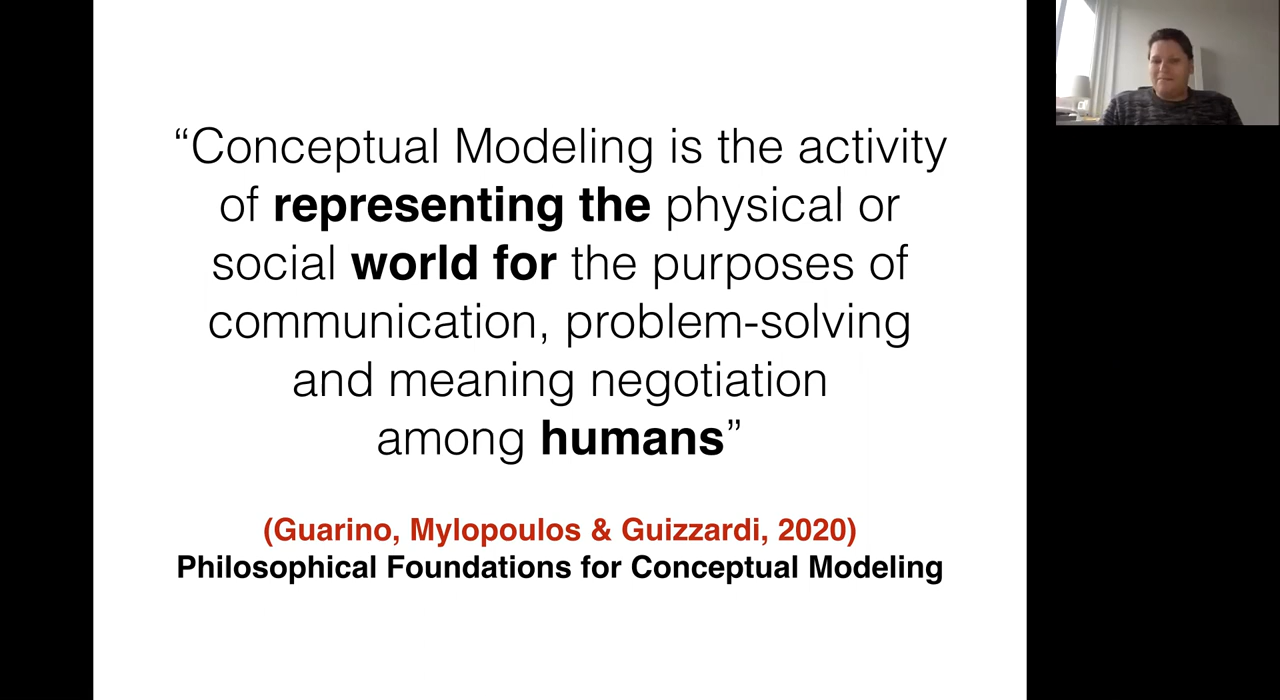 “Conceptual Modeling is the activity
of representing the physical or
social world for the purposes of
communication, problem-solving
and meaning negotiation
among humans”
(Guarino, Mylopoulos & Guizzardi, 2020)
Philosophical Foundations for Conceptual Modeling